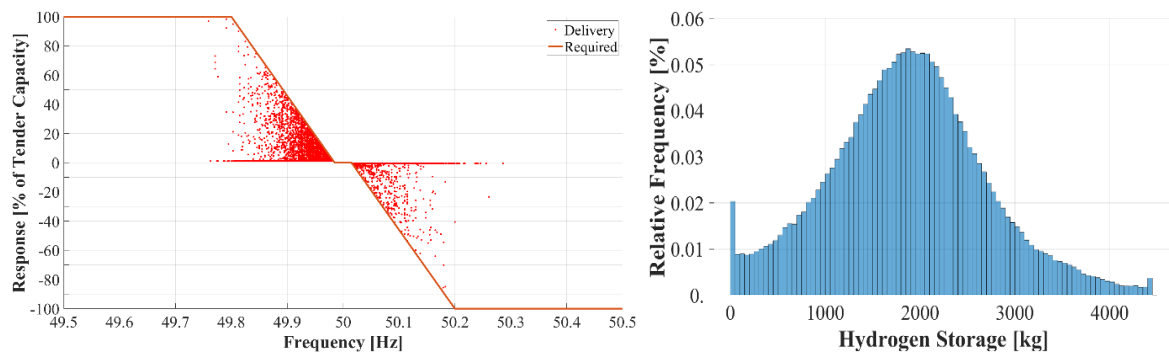 Response [% of Tender Capacity]
100
80
60
40
20
0
-20
-40
-60
-80
-100
49.5 49.6 49.7 49.8 49.9 50 50.1 50.2 50.3 50.4 50.5
Frequency [Hz]
Delivery
Required
Relative Frequency [%]
0.06
0.05
0.04
0.03
0.02
0.01
0.
0 1000 2000 3000 4000
Hydrogen Storage [kg]